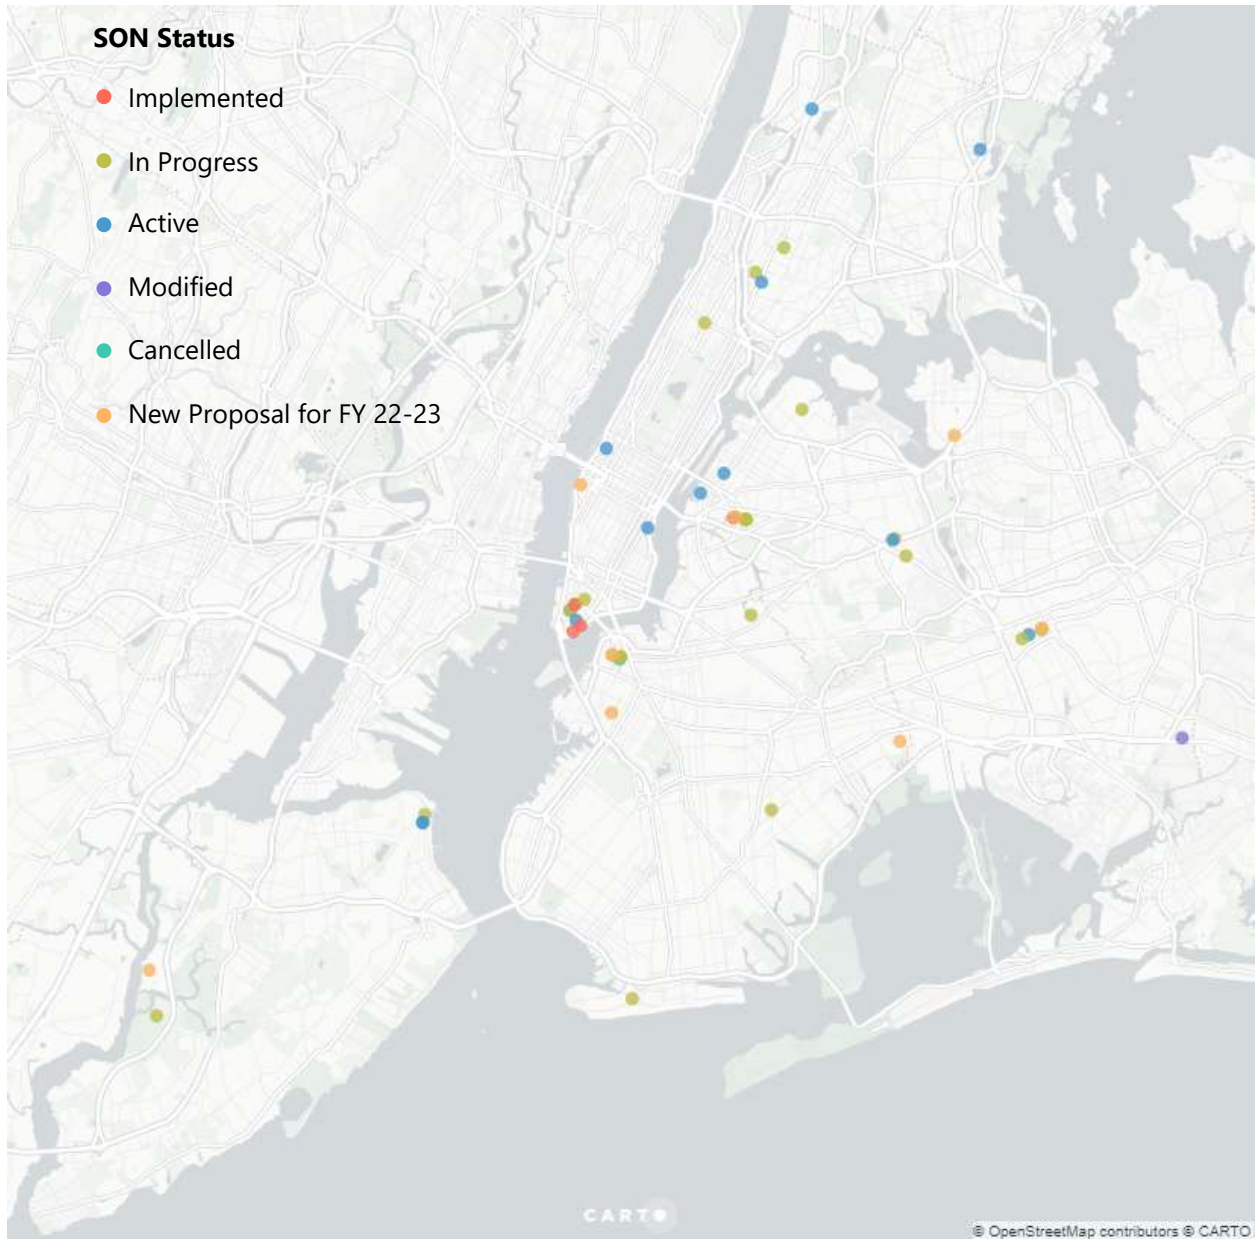 SON Status
Implemented
In Progress
Active
Modified
Cancelled
New Proposal for FY 22-23
CARTO
© OpenStreetMap contributors © CARTO